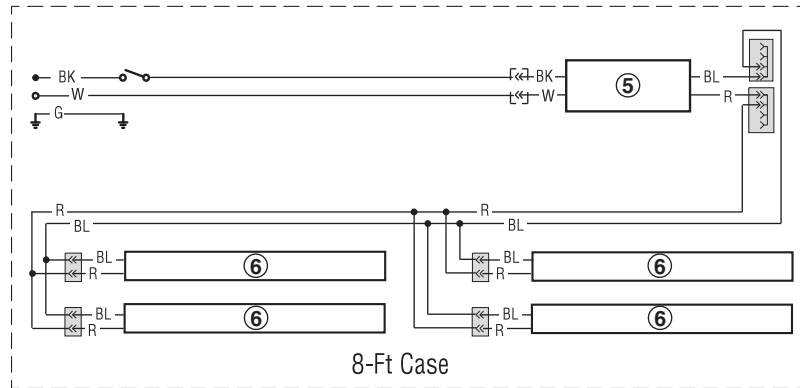 BK BK 5 BL
W W R
G
R R
BL BL
BL 6 BL 6
R R
BL 6 BL 6
R R
8-Ft Case